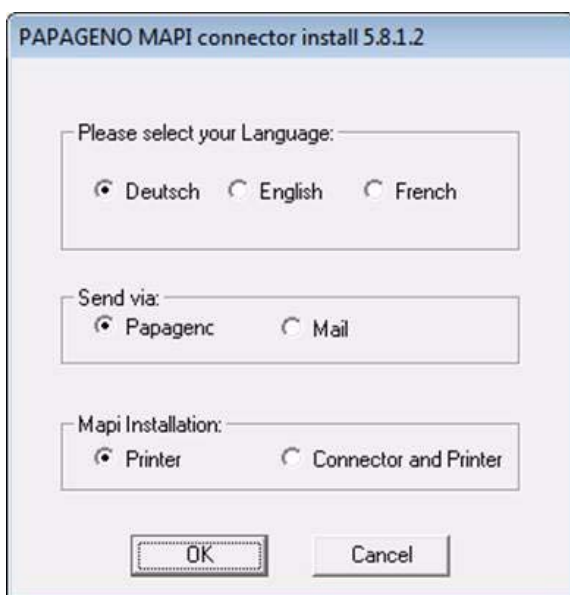 PAPAGENO MAPI connector install 5.8.1.2
Please select your Language:
Deutsch English French
Send via:
Papagenc Mail
Mapi Installation:
Printer Connector and Printer
OK Cancel